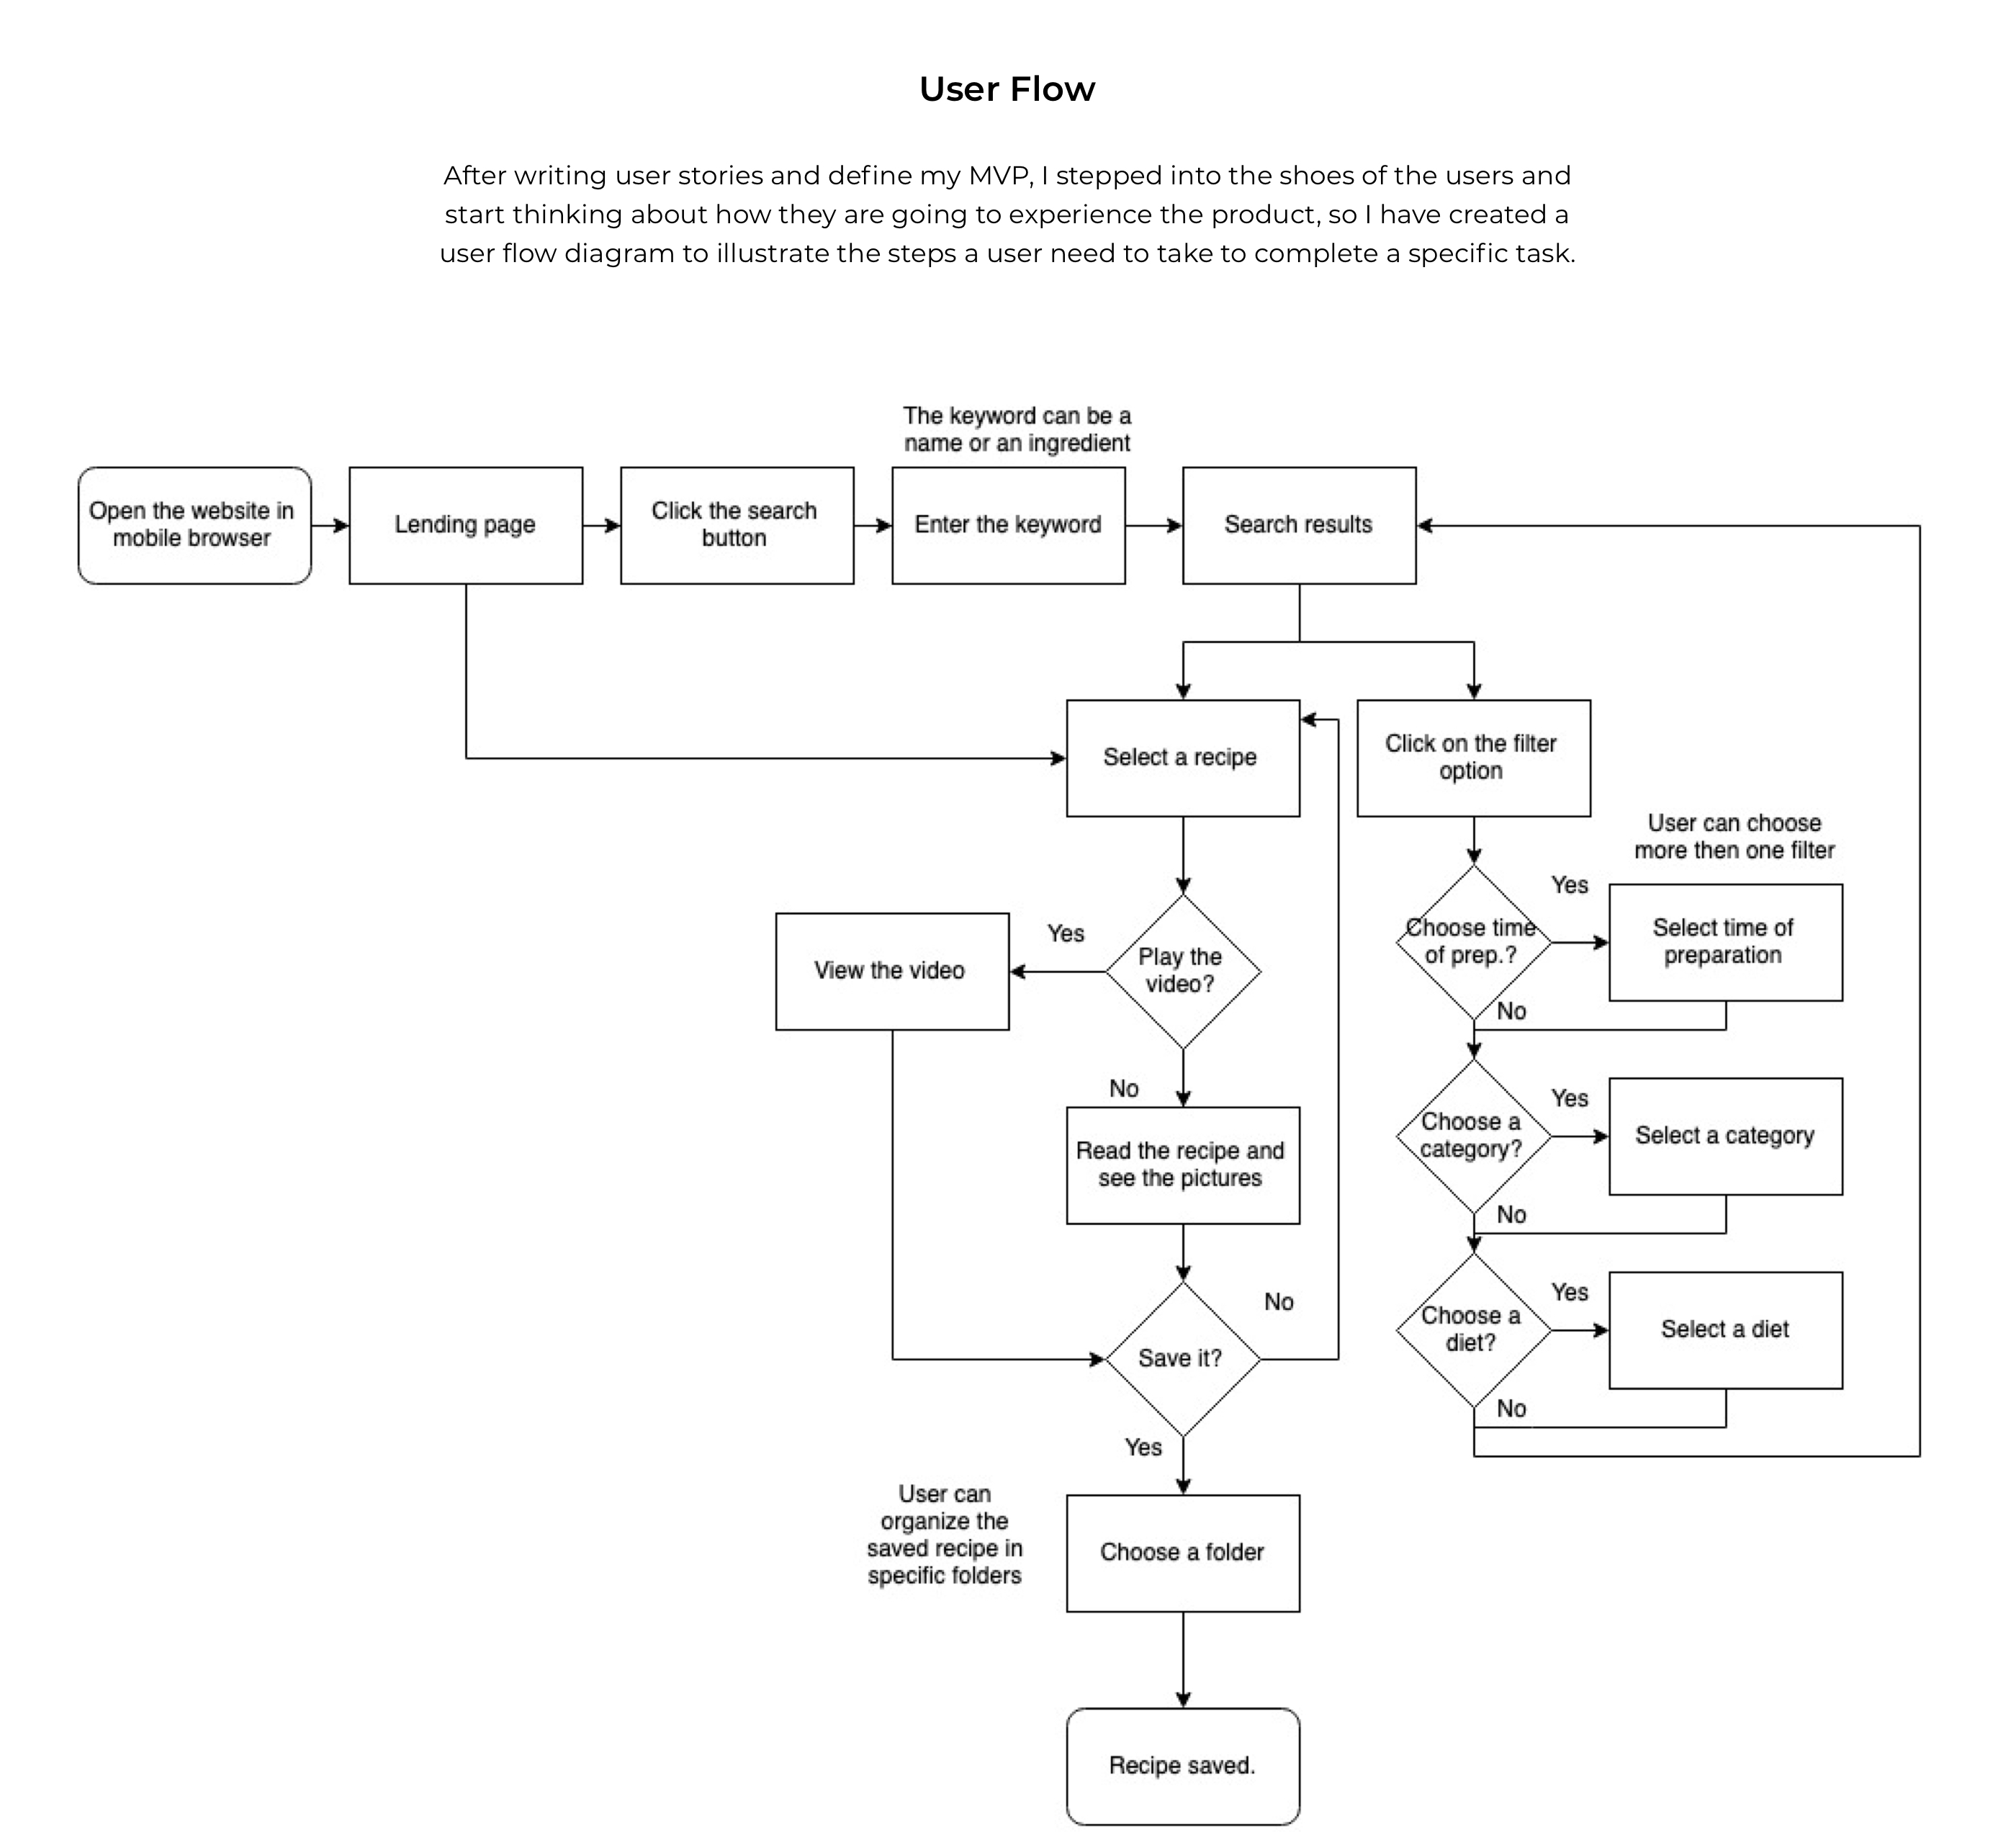 User Flow
After writing user stories and define my MVP, I stepped into the shoes of the users and
start thinking about how they are going to experience the product, so I have created a
user flow diagram to illustrate the steps a user need to take to complete a specific task.
The keyword can be a
name or an ingredient
Open the website in
mobile browser
Lending page
Click the search
button
Enter the keyword
Search results
Select a recipe
Click on the filter
option
User can choose
more then one filter
Yes
Choose time
of prep.?
Select time of
preparation
Yes
View the video
Play the
video?
No
No
Yes
Choose a
category?
Select a category
Read the recipe and
see the pictures
No
Yes
No
Choose a
diet?
Select a diet
Save it?
No
Yes
User can
organize the
saved recipe in
specific folders
Choose a folder
Recipe saved.